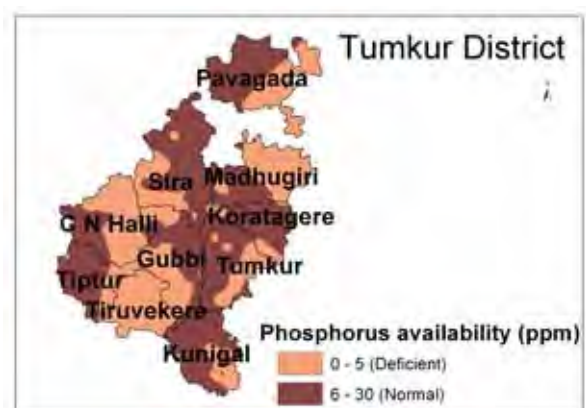 Tumkur District
Pavagada
Sira
Madhugiri
C N Halli
Koratagere
Gubbi
Tumkur
Tiptur
Tiruvekere
Kunigal
Phosphorus availability (ppm)
0 - 5 (Deficient)
6 - 30 (Normal)